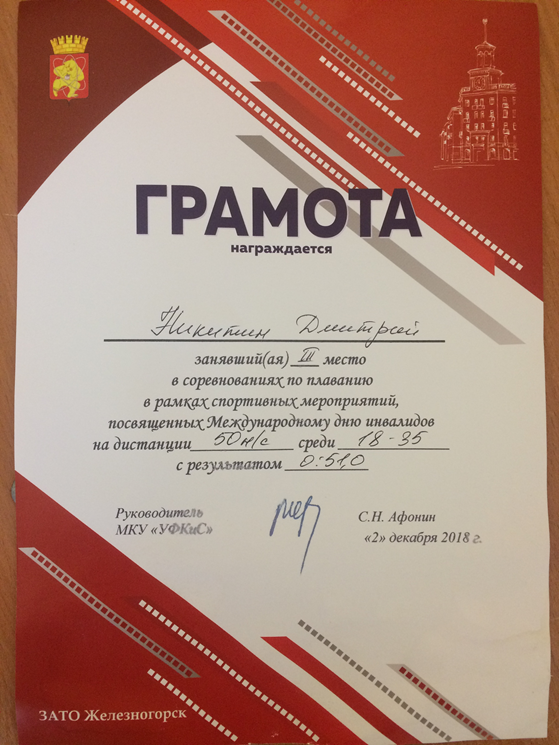 ГРАМОТА
награждается
Никитин Дмитрий
занявший(ая) III место
в соревнованиях по плаванию
в рамках спортивных мероприятий,
посвященных Международному дню инвалидов
на дистанции 50 н/с среди 18-35
с результатом 0:51,0
Руководитель
МКУ «УФКиС»
С.Н. Афонин
«2» декабря 2018 г.
ЗАТО Железногорск